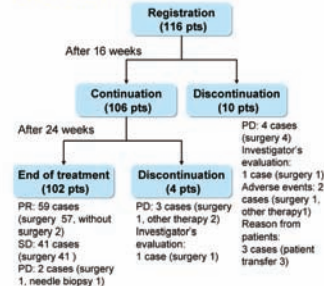 Registration
(116 pts)
After 16 weeks
Continuation
(106 pts)
Discontinuation
(10 pts)
PD: 4 cases
(surgery 4)
Investigator's
evaluation:
1 case (surgery 1)
Adverse events: 2
cases (surgery 1,
other therapy1)
Reason from
patients:
3 cases (patient
transfer 3)
After 24 weeks
End of treatment
(102 pts)
PR: 59 cases
(surgery 57, without
surgery 2)
SD: 41 cases
(surgery 41 )
PD: 2 cases (surgery
1, needle biopsy 1)
Discontinuation
(4 pts)
PD: 3 cases (surgery
1, other therapy 2)
Investigator's
evaluation:
1 case (surgery 1)